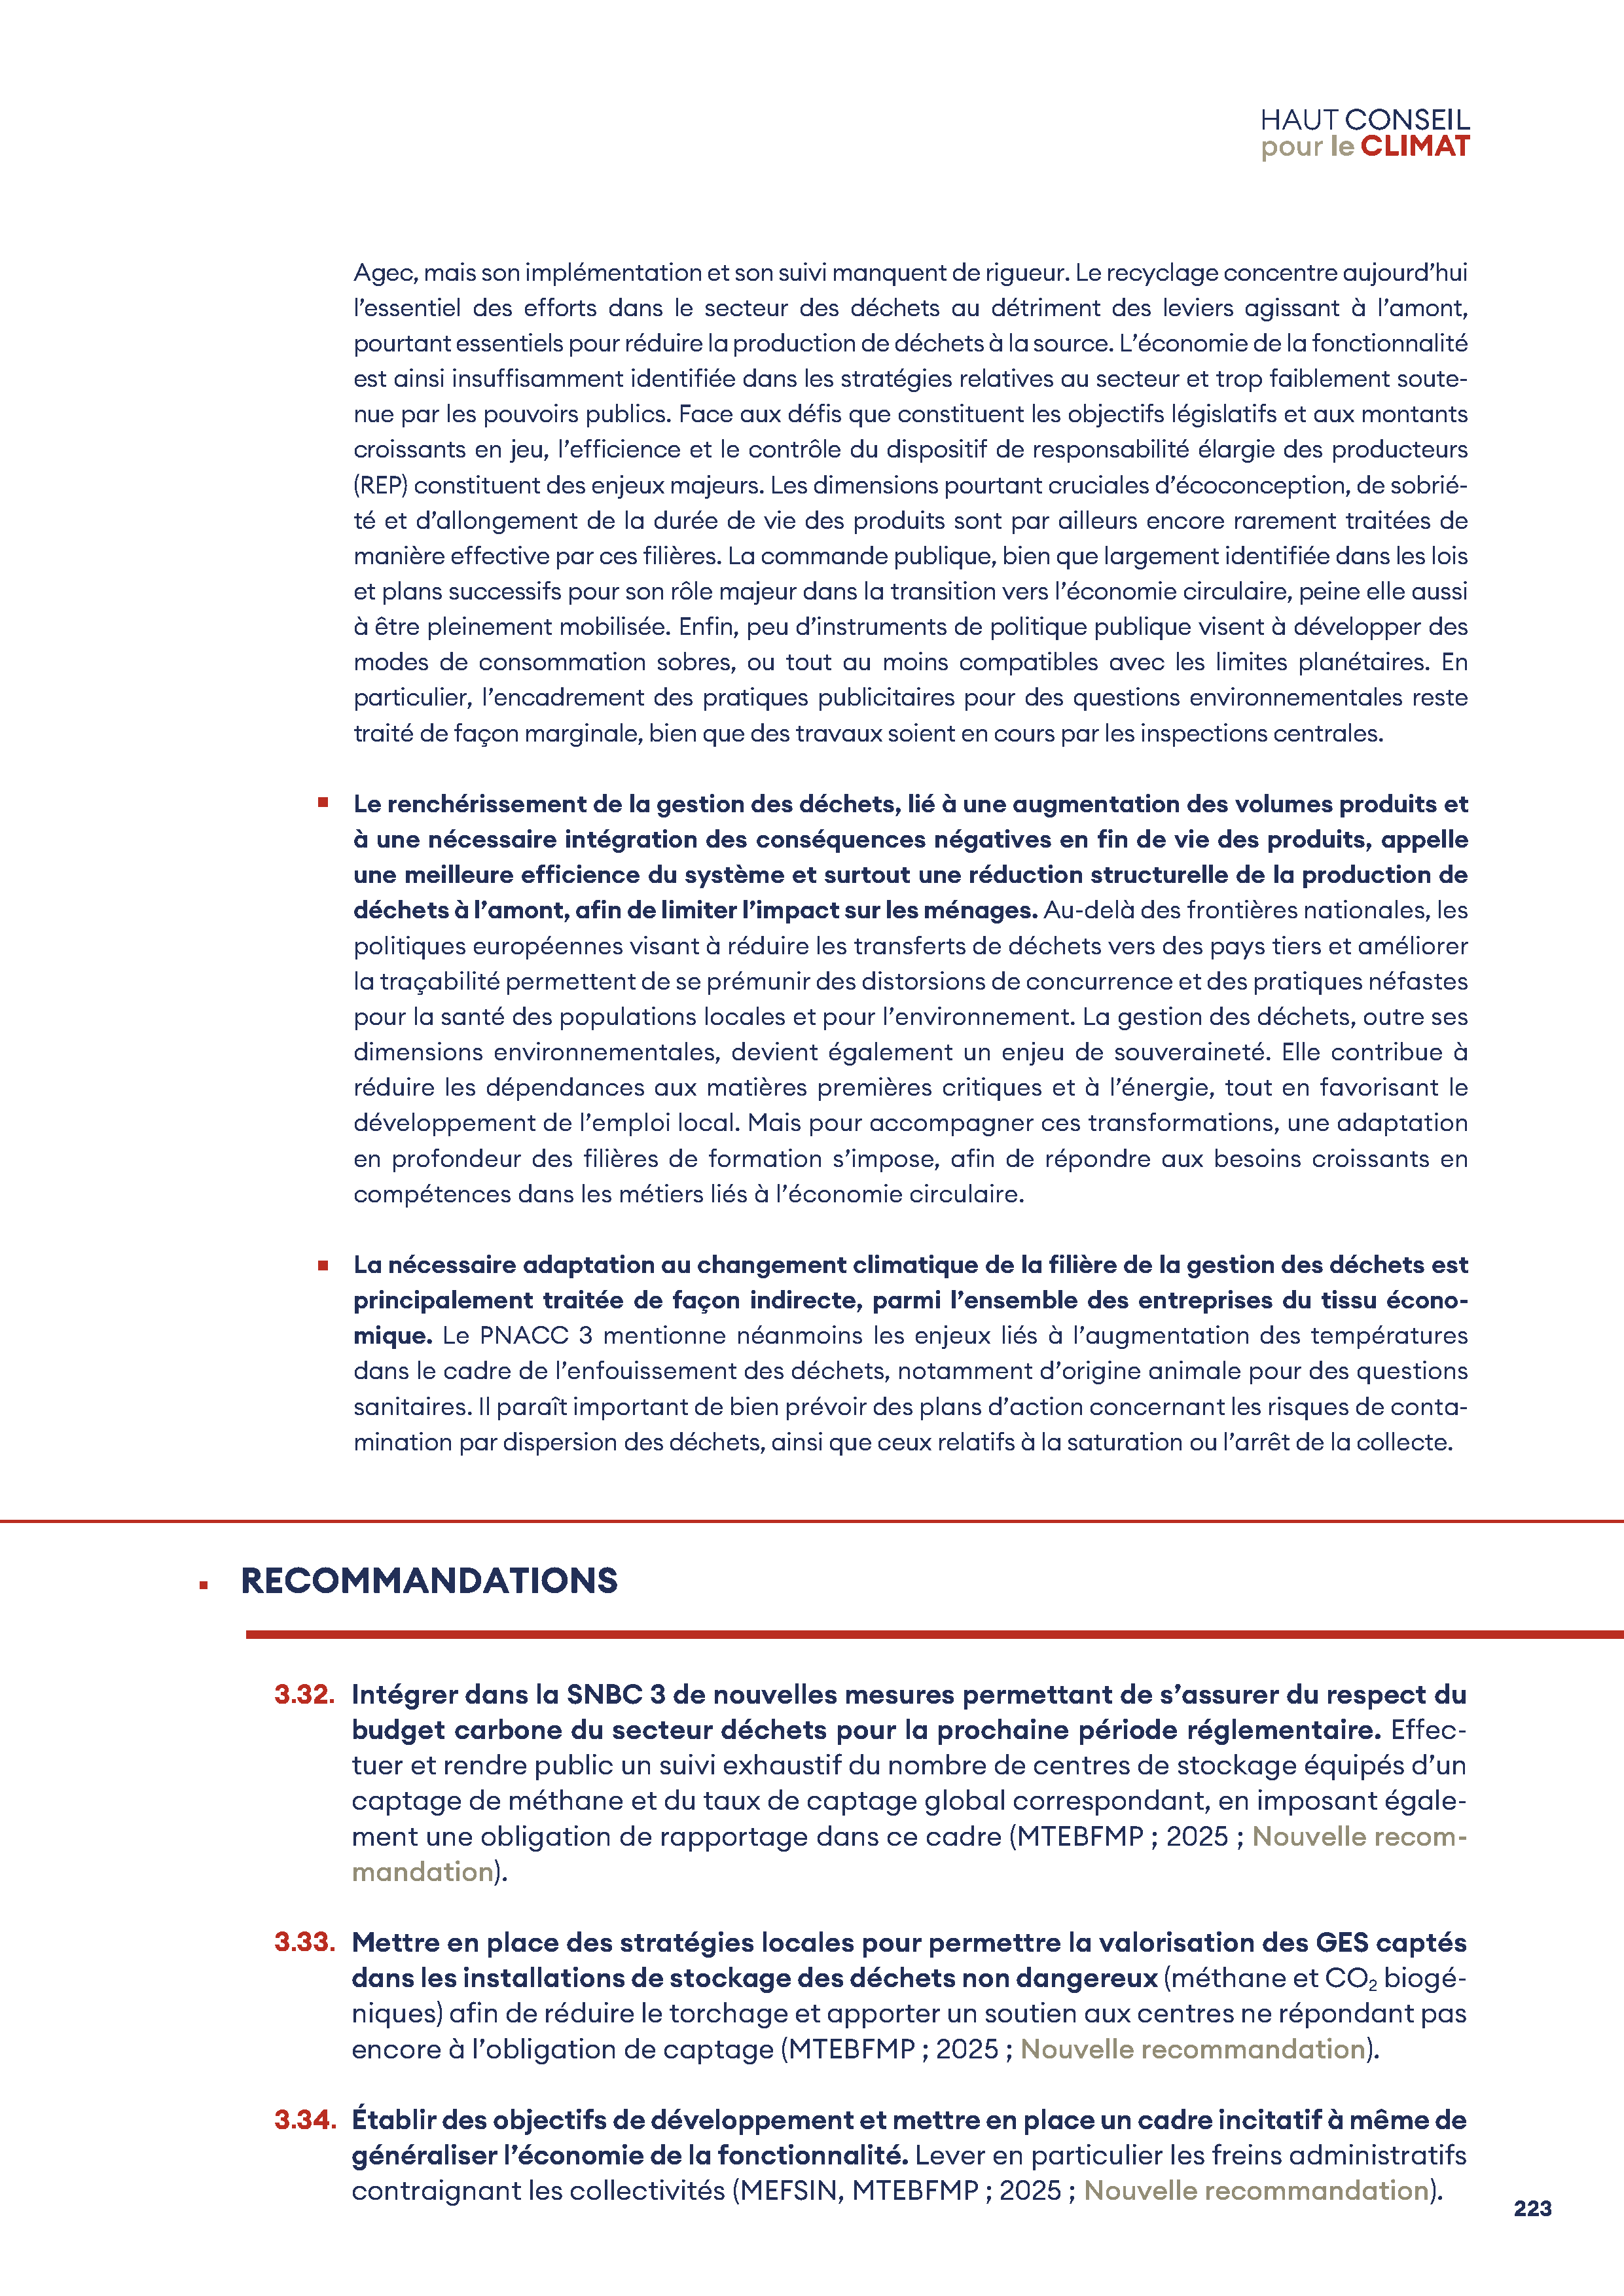 HAUT CONSEIL
pour le CLIMAT
Agec, mais son implémentation et son suivi manquent de rigueur. Le recyclage concentre aujourd’hui
l’essentiel des efforts dans le secteur des déchets au détriment des leviers agissant à l’amont,
pourtant essentiels pour réduire la production de déchets à la source. L’économie de la fonctionnalité
est ainsi insuffisamment identifiée dans les stratégies relatives au secteur et trop faiblement soute-
nue par les pouvoirs publics. Face aux défis que constituent les objectifs législatifs et aux montants
croissants en jeu, l’efficience et le contrôle du dispositif de responsabilité élargie des producteurs
(REP) constituent des enjeux majeurs. Les dimensions pourtant cruciales d’écoconception, de sobrié-
té et d’allongement de la durée de vie des produits sont par ailleurs encore rarement traitées de
manière effective par ces filières. La commande publique, bien que largement identifiée dans les lois
et plans successifs pour son rôle majeur dans la transition vers l’économie circulaire, peine elle aussi
à être pleinement mobilisée. Enfin, peu d’instruments de politique publique visent à développer des
modes de consommation sobres, ou tout au moins compatibles avec les limites planétaires. En
particulier, l’encadrement des pratiques publicitaires pour des questions environnementales reste
traité de façon marginale, bien que des travaux soient en cours par les inspections centrales.
▪ Le renchérissement de la gestion des déchets, lié à une augmentation des volumes produits et
à une nécessaire intégration des conséquences négatives en fin de vie des produits, appelle
une meilleure efficience du système et surtout une réduction structurelle de la production de
déchets à l’amont, afin de limiter l’impact sur les ménages. Au-delà des frontières nationales, les
politiques européennes visant à réduire les transferts de déchets vers des pays tiers et améliorer
la traçabilité permettent de se prémunir des distorsions de concurrence et des pratiques néfastes
pour la santé des populations locales et pour l’environnement. La gestion des déchets, outre ses
dimensions environnementales, devient également un enjeu de souveraineté. Elle contribue à
réduire les dépendances aux matières premières critiques et à l’énergie, tout en favorisant le
développement de l’emploi local. Mais pour accompagner ces transformations, une adaptation
en profondeur des filières de formation s’impose, afin de répondre aux besoins croissants en
compétences dans les métiers liés à l’économie circulaire.
▪ La nécessaire adaptation au changement climatique de la filière de la gestion des déchets est
principalement traitée de façon indirecte, parmi l’ensemble des entreprises du tissu écono-
mique. Le PNACC 3 mentionne néanmoins les enjeux liés à l’augmentation des températures
dans le cadre de l’enfouissement des déchets, notamment d’origine animale pour des questions
sanitaires. Il paraît important de bien prévoir des plans d’action concernant les risques de conta-
mination par dispersion des déchets, ainsi que ceux relatifs à la saturation ou l’arrêt de la collecte.
▪ RECOMMANDATIONS
3.32. Intégrer dans la SNBC 3 de nouvelles mesures permettant de s’assurer du respect du
budget carbone du secteur déchets pour la prochaine période réglementaire. Effec-
tuer et rendre public un suivi exhaustif du nombre de centres de stockage équipés d’un
captage de méthane et du taux de captage global correspondant, en imposant égale-
ment une obligation de rapportage dans ce cadre (MTEBFMP ; 2025 ; Nouvelle recom-
mandation).
3.33. Mettre en place des stratégies locales pour permettre la valorisation des GES captés
dans les installations de stockage des déchets non dangereux (méthane et CO₂ biogé-
niques) afin de réduire le torchage et apporter un soutien aux centres ne répondant pas
encore à l’obligation de captage (MTEBFMP ; 2025 ; Nouvelle recommandation).
3.34. Établir des objectifs de développement et mettre en place un cadre incitatif à même de
généraliser l’économie de la fonctionnalité. Lever en particulier les freins administratifs
contraignant les collectivités (MEFSIN, MTEBFMP ; 2025 ; Nouvelle recommandation).
223